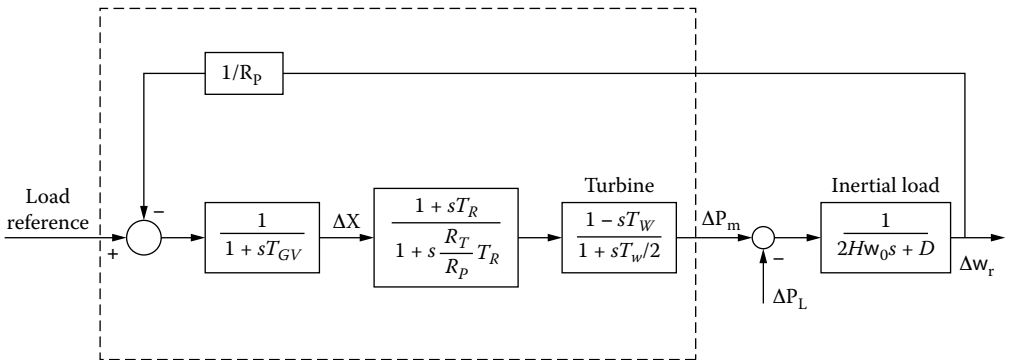 1/R_P
Load
reference
−
+
1
1 + sT_GV
ΔX
1 + sT_R
1 + s R_T
R_P T_R
Turbine
1 − sT_W
1 + sT_w/2
ΔP_m
−
ΔP_L
Inertial load
1
2Hw_0s + D
Δw_r